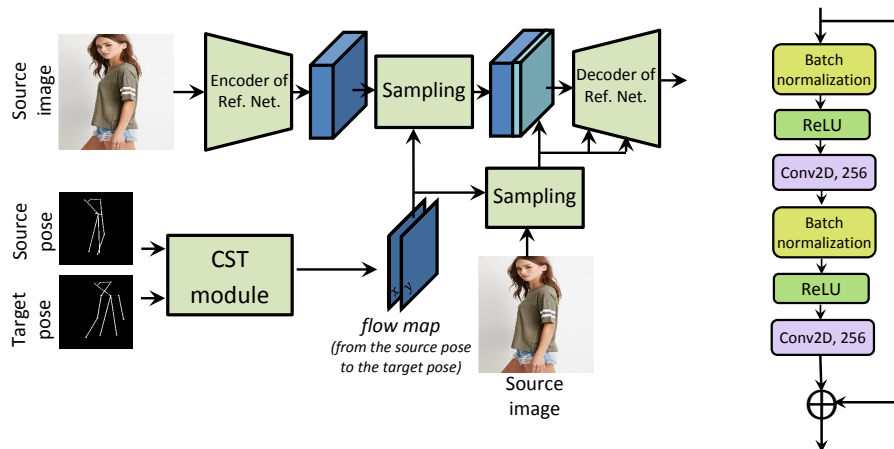 Source
image
Encoder of
Ref. Net.
Sampling
Decoder of
Ref. Net.
Source
pose
Target
pose
CST
module
x
y
flow map
(from the source pose
to the target pose)
Sampling
Source
image
Batch
normalization
ReLU
Conv2D, 256
Batch
normalization
ReLU
Conv2D, 256